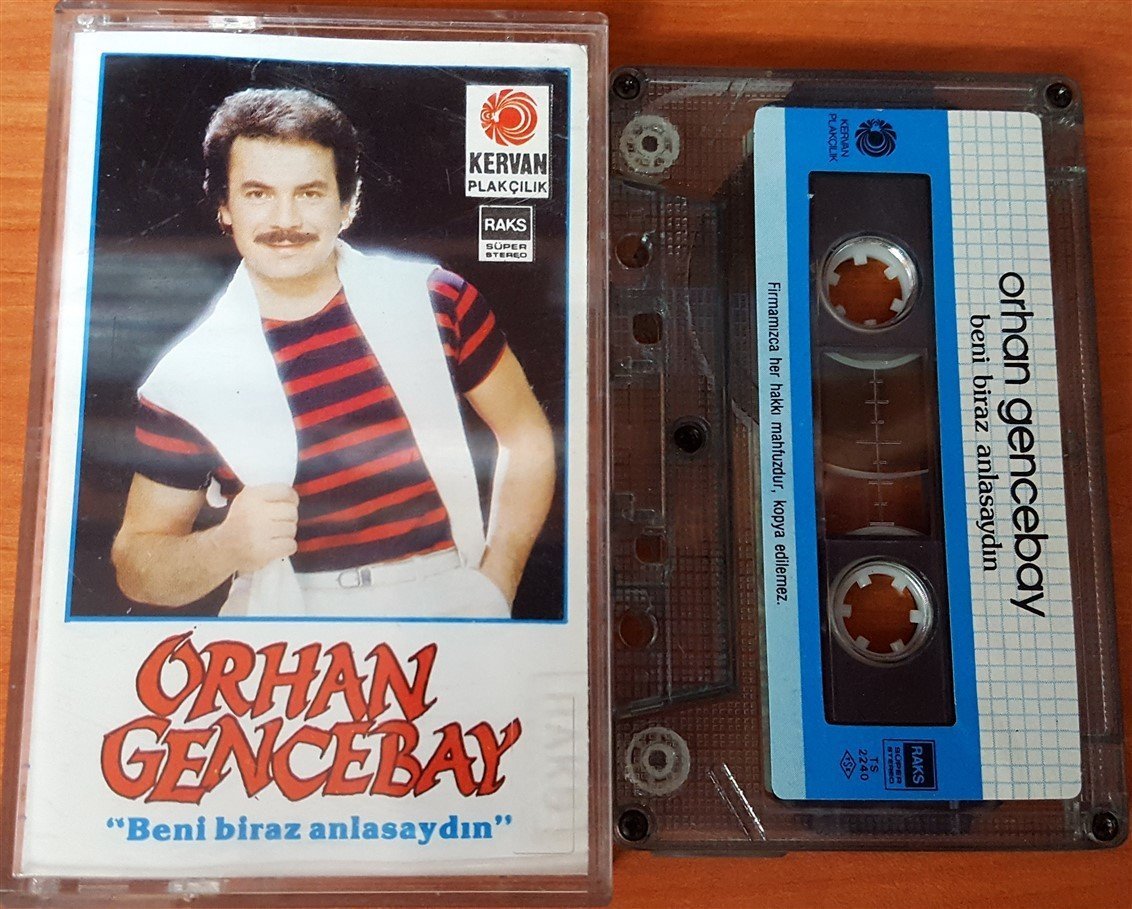 KERVAN
PLAKÇILIK
RAKS
SÜPER
STEREO
ORHAN
GENCEBAY
"Beni biraz anlasaydın"
KERVAN
PLAKÇILIK
orhan gencebay
beni biraz anlasaydın
Firmamızca her hakkı mahfuzdur, kopya edilemez.
RAKS
SÜPER
STEREO
TS
2240
TSE